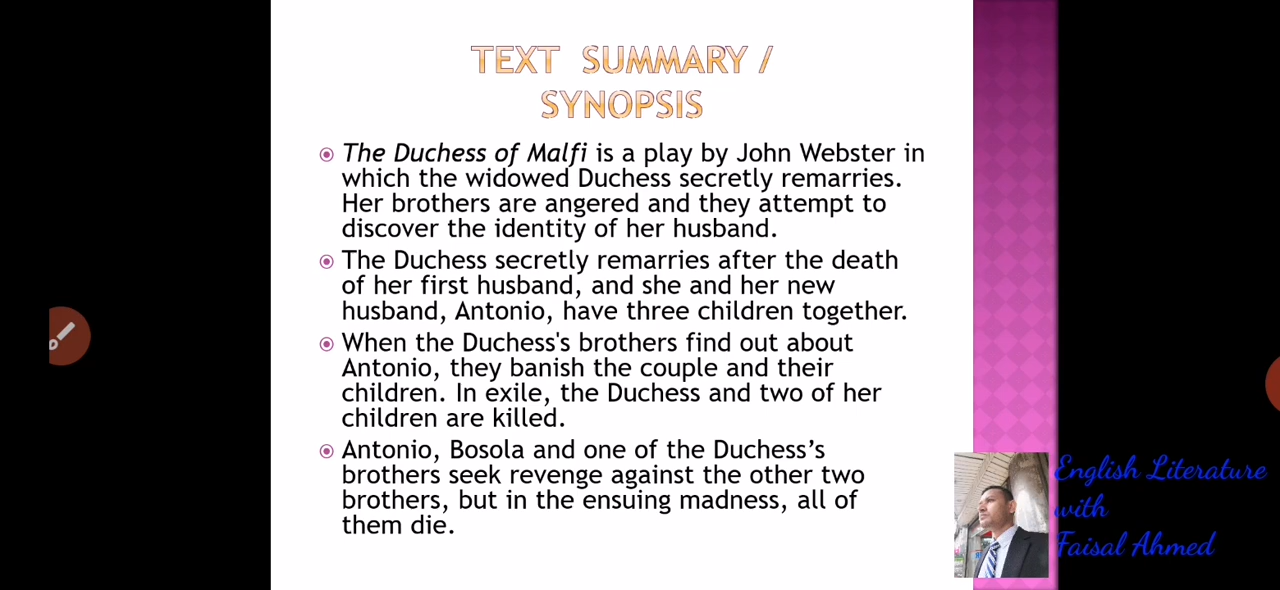 TEXT SUMMARY /
SYNOPSIS
The Duchess of Malfi is a play by John Webster in
which the widowed Duchess secretly remarries.
Her brothers are angered and they attempt to
discover the identity of her husband.
The Duchess secretly remarries after the death
of her first husband, and she and her new
husband, Antonio, have three children together.
When the Duchess's brothers find out about
Antonio, they banish the couple and their
children. In exile, the Duchess and two of her
children are killed.
Antonio, Bosola and one of the Duchess’s
brothers seek revenge against the other two
brothers, but in the ensuing madness, all of
them die.
English Literature
with
Faisal Ahmed